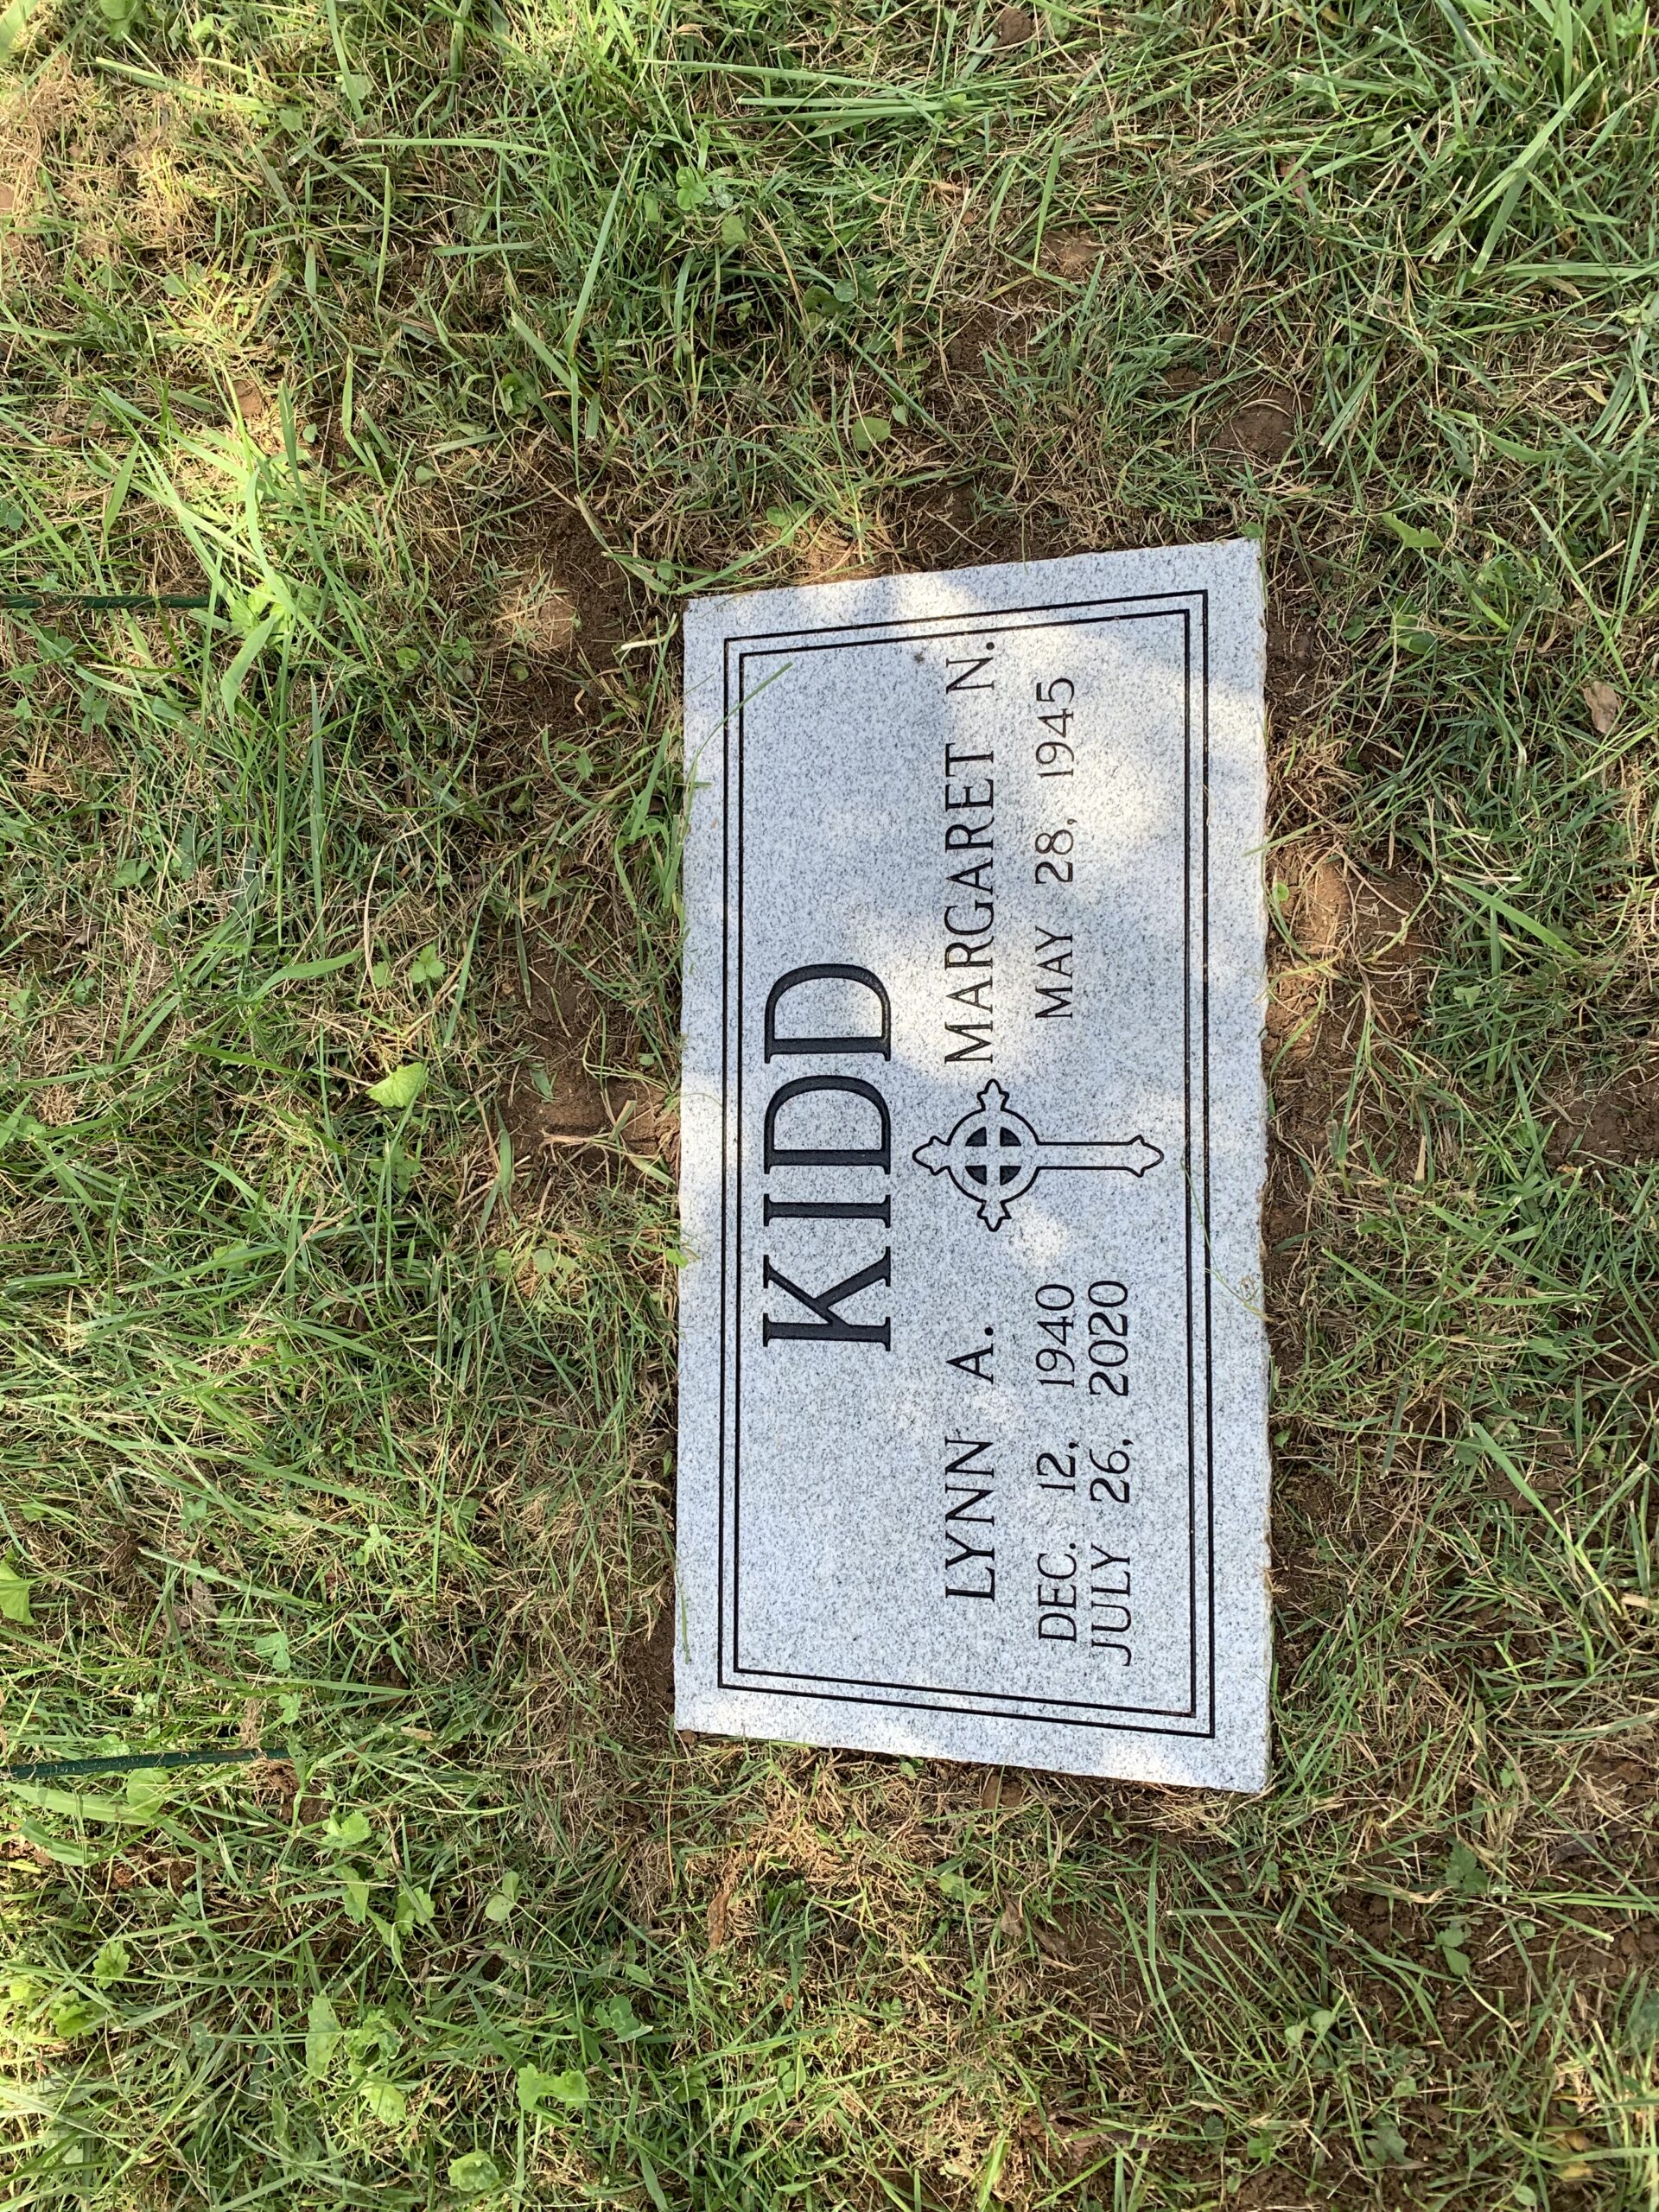 KIDD
LYNN A.
DEC. 12, 1940
JULY 26, 2020
MARGARET N.
MAY 28, 1945